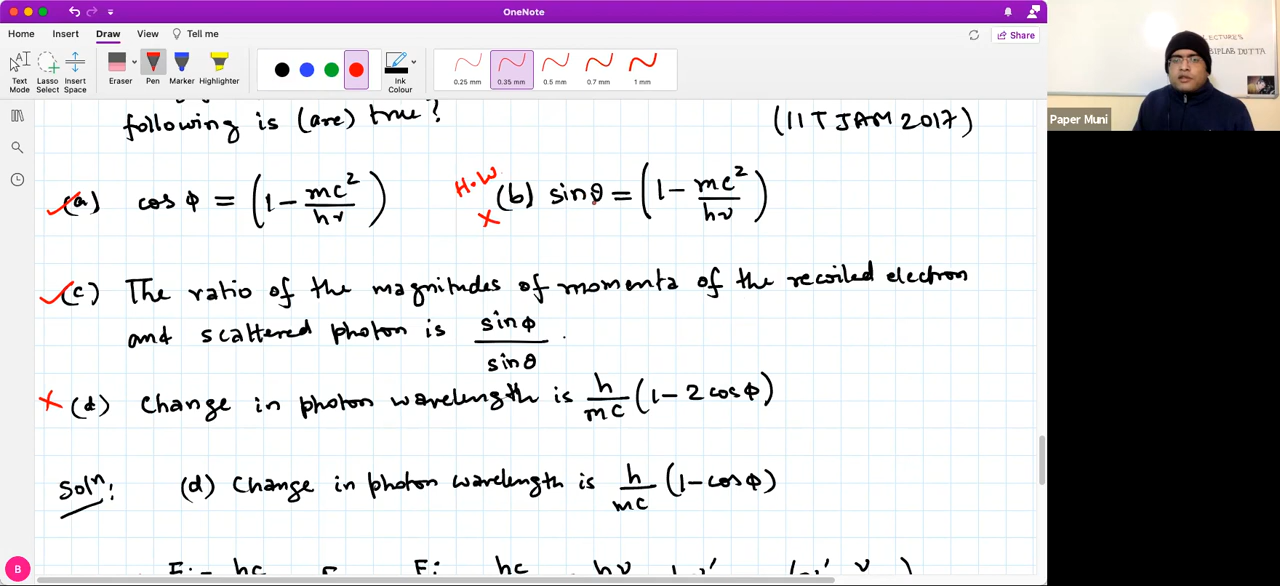 OneNote
Home Insert Draw View Tell me
Share
Text Mode
Lasso Select
Insert Space
Eraser
Pen
Marker
Highlighter
Ink Colour
0.25 mm 0.35 mm 0.5 mm 0.7 mm 1 mm
LECTURES
BIPLAB DUTTA
Paper Muni
following is (are) true? (IIT JAM 2017)
(a) cos φ = (1 - mc²/hν) H.W X (b) sin θ = (1 - mc²/hν)
(c) The ratio of the magnitudes of momenta of the recoiled electron
and scattered photon is sin φ / sin θ .
X (d) Change in photon wavelength is h/mc (1 - 2 cos φ)
Solⁿ: (d) Change in photon wavelength is h/mc (1 - cos φ)
B